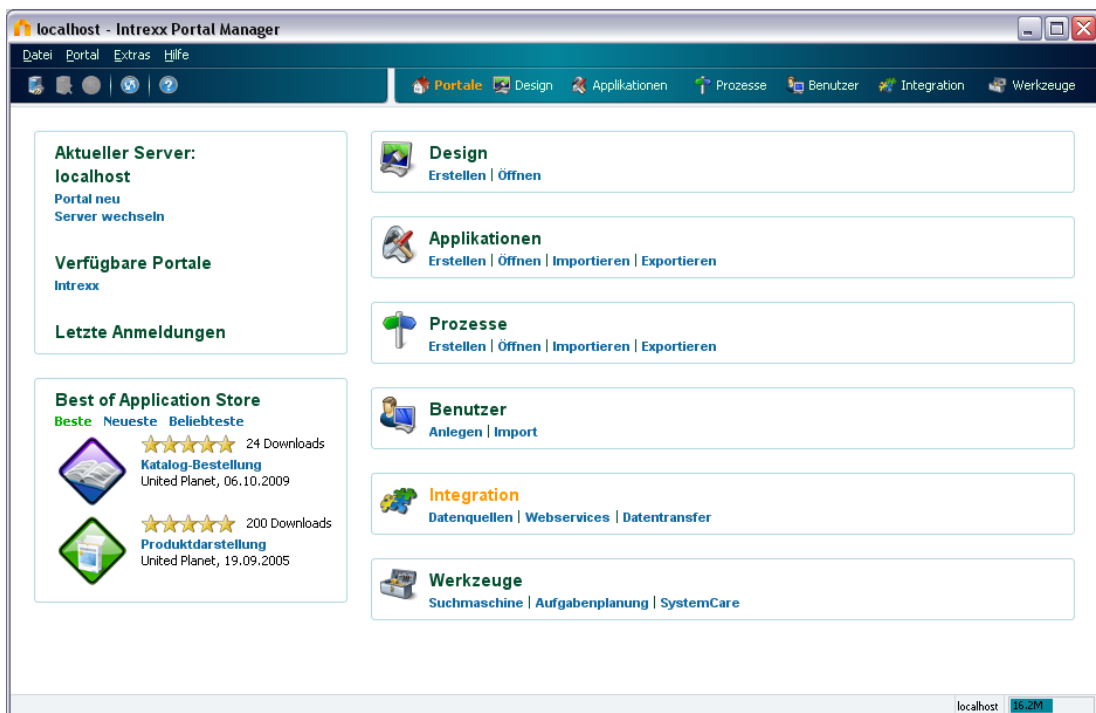 localhost - Intrexx Portal Manager
Datei Portal Extras Hilfe
Portale Design Applikationen Prozesse Benutzer Integration Werkzeuge
Aktueller Server:
localhost
Portal neu
Server wechseln
Verfügbare Portale
Intrexx
Letzte Anmeldungen
Best of Application Store
Beste Neueste Beliebteste
24 Downloads
Katalog-Bestellung
United Planet, 06.10.2009
200 Downloads
Produktdarstellung
United Planet, 19.09.2005
Design
Erstellen | Öffnen
Applikationen
Erstellen | Öffnen | Importieren | Exportieren
Prozesse
Erstellen | Öffnen | Importieren | Exportieren
Benutzer
Anlegen | Import
Integration
Datenquellen | Webservices | Datentransfer
Werkzeuge
Suchmaschine | Aufgabenplanung | SystemCare
localhost 16.2M